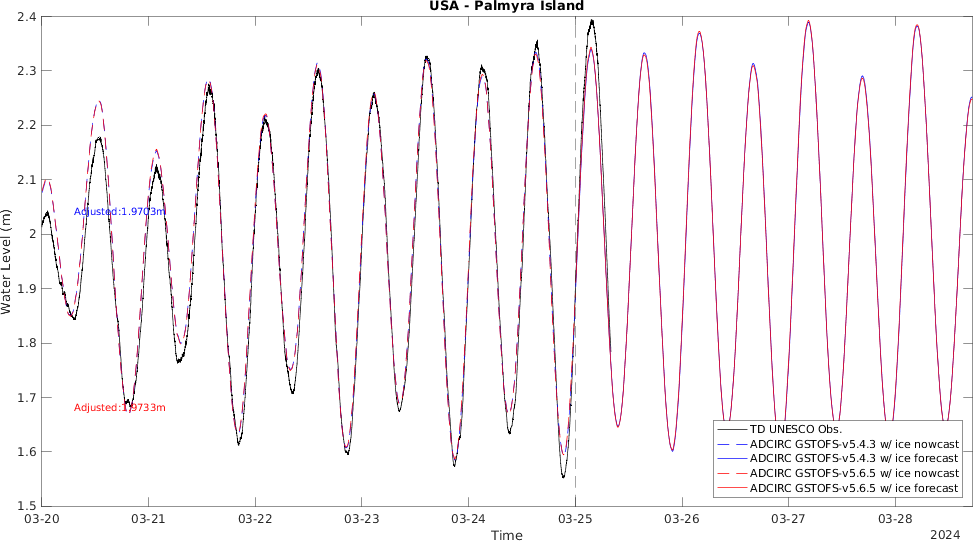 USA - Palmyra Island
2.4
2.3
2.2
2.1
2
1.9
1.8
1.7
1.6
1.5
Water Level (m)
Adjusted:1.9703m
Adjusted:1.9733m
TD UNESCO Obs.
ADCIRC GSTOFS-v5.4.3 w/ ice nowcast
ADCIRC GSTOFS-v5.4.3 w/ ice forecast
ADCIRC GSTOFS-v5.6.5 w/ ice nowcast
ADCIRC GSTOFS-v5.6.5 w/ ice forecast
03-20 03-21 03-22 03-23 03-24 03-25 03-26 03-27 03-28
Time
2024